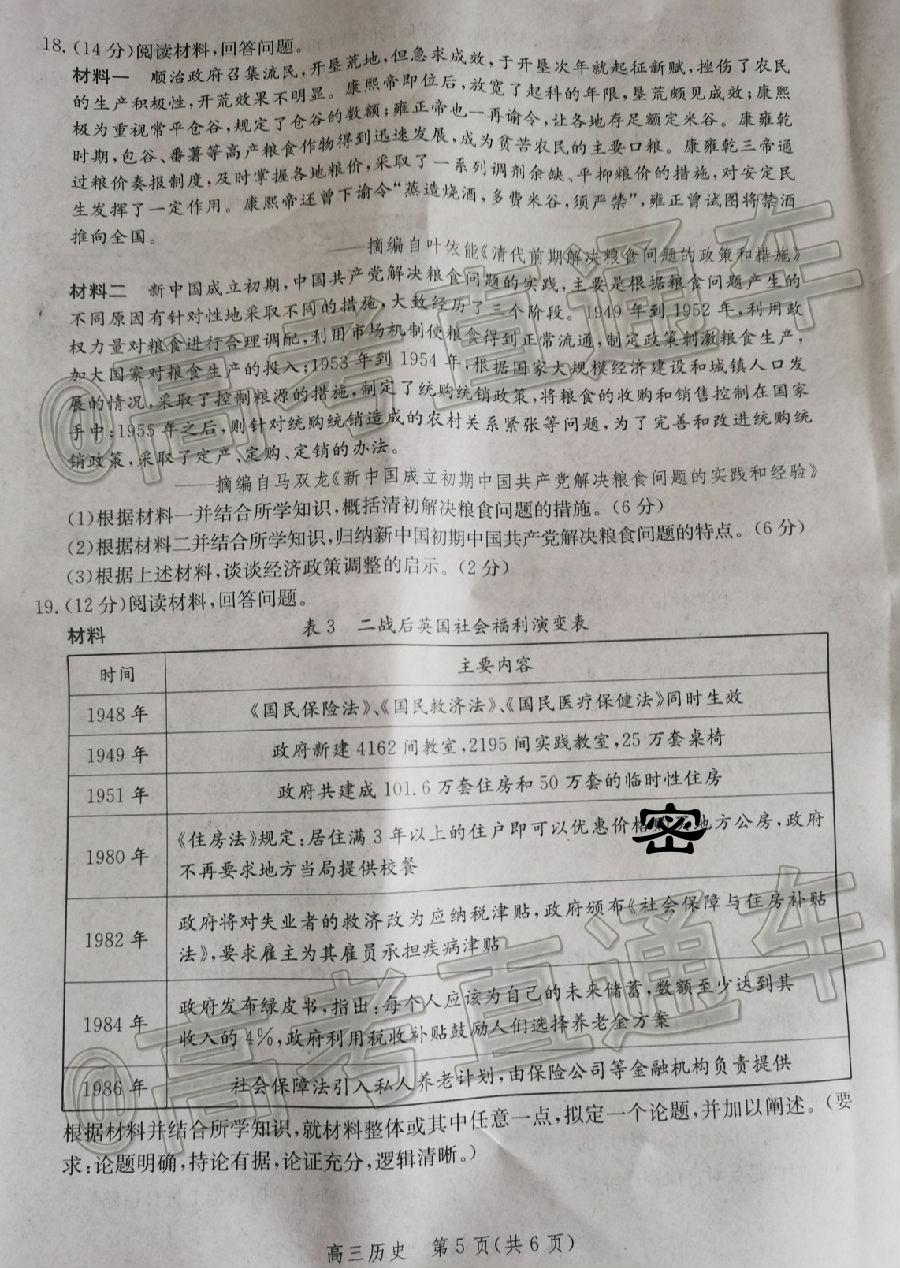 18.(14分)阅读材料,回答问题。
材料一 顺治政府召集流民,开垦荒地,但急求成效,于开垦次年就起征新赋,挫伤了农民
的生产积极性,开荒效果不明显。康熙帝即位后,放宽了起科的年限,垦荒颇见成效;康熙
极为重视常平仓谷,规定了仓谷的数额;雍正帝也一再谕令,让各地存足额定米谷。康雍乾
时期,包谷、番薯等高产粮食作物得到迅速发展,成为贫苦农民的主要口粮。康雍乾三帝通
过粮价奏报制度,及时掌握各地粮价,采取了一系列调剂余缺、平抑粮价的措施,对安定民
生发挥了一定作用。康熙帝还曾下谕令“蒸造烧酒,多费米谷,须严禁”,雍正曾试图将禁酒
推向全国。
——摘编自叶依能《清代前期解决粮食问题的政策和措施》
材料二 新中国成立初期,中国共产党解决粮食问题的实践,主要是根据粮食问题产生的
不同原因有针对性地采取不同的措施,大致经历了三个阶段。1949年到1952年,利用政
权力量对粮食进行合理调配,利用市场机制使粮食得到正常流通,制定政策刺激粮食生产,
加大国家对粮食生产的投入;1953年到1954年,根据国家大规模经济建设和城镇人口发
展的情况,采取了控制粮源的措施,制定了统购统销政策,将粮食的收购和销售控制在国家
手中;1955年之后,则针对统购统销造成的农村关系紧张等问题,为了完善和改进统购统
销政策,采取了定产、定购、定销的办法。
——摘编自马双龙《新中国成立初期中国共产党解决粮食问题的实践和经验》
(1)根据材料一并结合所学知识,概括清初解决粮食问题的措施。(6分)
(2)根据材料二并结合所学知识,归纳新中国初期中国共产党解决粮食问题的特点。(6分)
(3)根据上述材料,谈谈经济政策调整的启示。(2分)
19.(12分)阅读材料,回答问题。
材料
表3 二战后英国社会福利演变表
时间 主要内容
1948年 《国民保险法》、《国民救济法》、《国民医疗保健法》同时生效
1949年 政府新建4162间教室,2195间实践教室,25万套桌椅
1951年 政府共建成101.6万套住房和50万套的临时性住房
1980年 《住房法》规定:居住满3年以上的住户即可以优惠价格 地方公房,政府
不再要求地方当局提供校餐
密
1982年 政府将对失业者的救济改为应纳税津贴,政府颁布《社会保障与住房补贴
法》,要求雇主为其雇员承担疾病津贴
1984年 政府发布绿皮书,指出:每个人应该为自己的未来储蓄,数额至少达到其
收入的4%,政府利用税收补贴鼓励人们选择养老金方案
1986年 社会保障法引入私人养老计划,由保险公司等金融机构负责提供
根据材料并结合所学知识,就材料整体或其中任意一点,拟定一个论题,并加以阐述。(要
求:论题明确,持论有据,论证充分,逻辑清晰。)
高三历史 第5页(共6页)
@高考直通车
@高考直通车